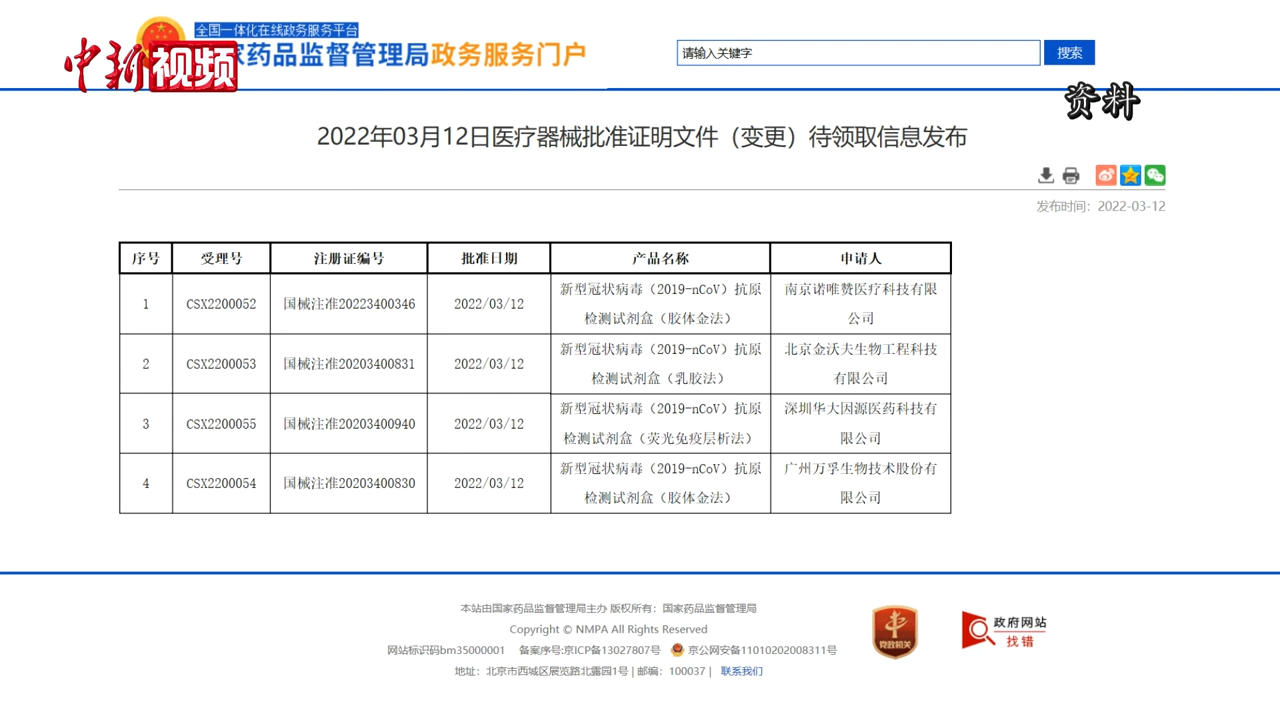 全国一体化在线政务服务平台
中新视频
家药品监督管理局政务服务门户
请输入关键字
搜索
资料
2022年03月12日医疗器械批准证明文件（变更）待领取信息发布
发布时间：2022-03-12
序号 受理号 注册证编号 批准日期 产品名称 申请人
1 CSX2200052 国械注准20223400346 2022/03/12 新型冠状病毒（2019-nCoV）抗原 南京诺唯赞医疗科技有限
检测试剂盒（胶体金法） 公司
2 CSX2200053 国械注准20203400831 2022/03/12 新型冠状病毒（2019-nCoV）抗原 北京金沃夫生物工程科技
检测试剂盒（乳胶法） 有限公司
3 CSX2200055 国械注准20203400940 2022/03/12 新型冠状病毒（2019-nCoV）抗原 深圳华大因源医药科技有
检测试剂盒（荧光免疫层析法） 限公司
4 CSX2200054 国械注准20203400830 2022/03/12 新型冠状病毒（2019-nCoV）抗原 广州万孚生物技术股份有
检测试剂盒（胶体金法） 限公司
本站由国家药品监督管理局主办 版权所有：国家药品监督管理局
Copyright © NMPA All Rights Reserved
网站标识码bm35000001 备案序号:京ICP备13027807号 京公网安备11010202008311号
地址：北京市西城区展览路北露园1号 | 邮编：100037 | 联系我们
党政机关
政府网站
找错